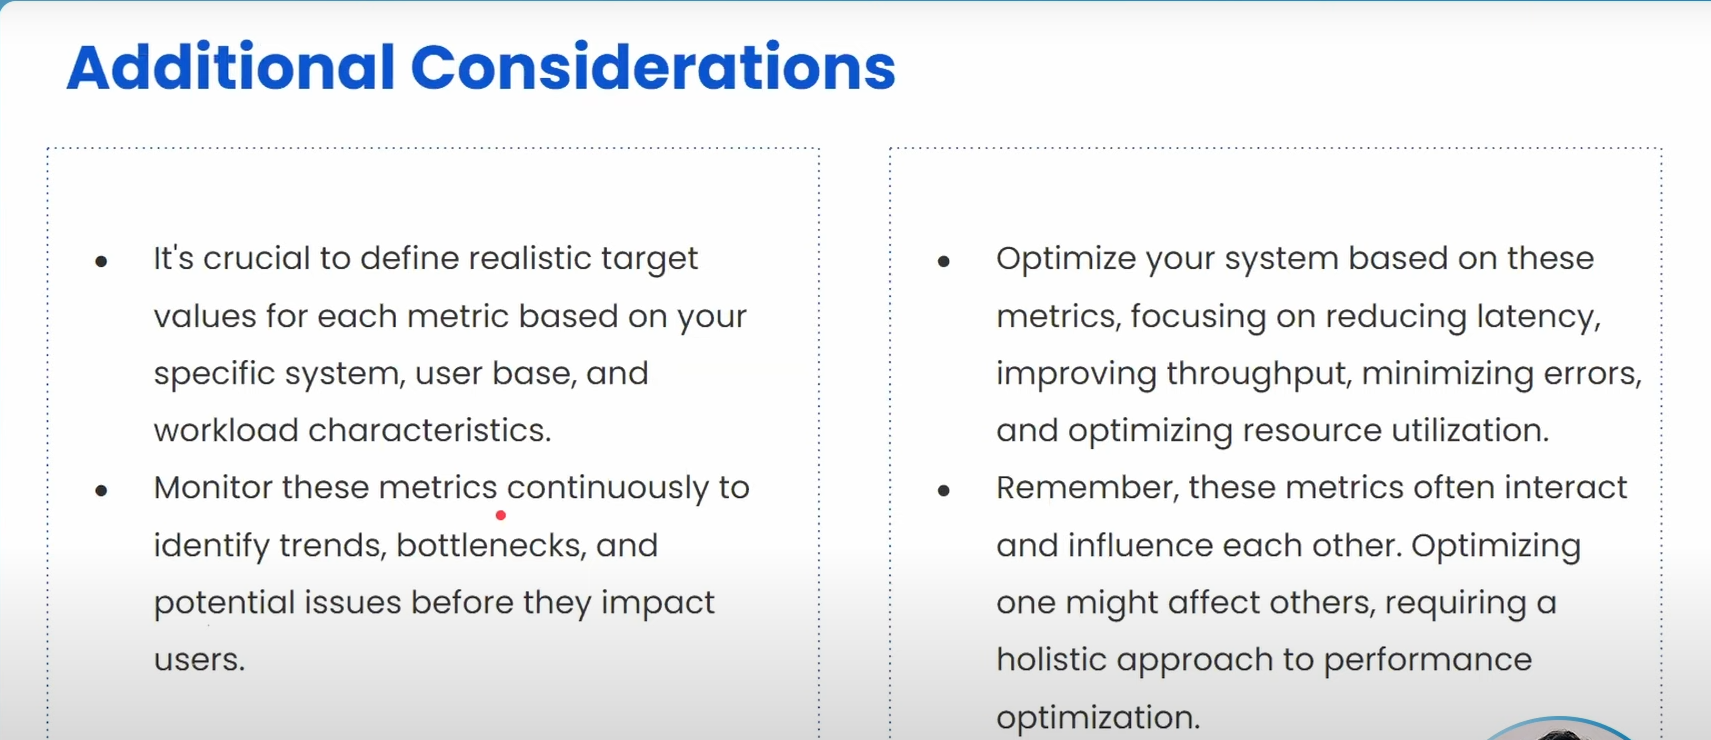 Additional Considerations
It's crucial to define realistic target
values for each metric based on your
specific system, user base, and
workload characteristics.
Monitor these metrics continuously to
identify trends, bottlenecks, and
potential issues before they impact
users.
Optimize your system based on these
metrics, focusing on reducing latency,
improving throughput, minimizing errors,
and optimizing resource utilization.
Remember, these metrics often interact
and influence each other. Optimizing
one might affect others, requiring a
holistic approach to performance
optimization.